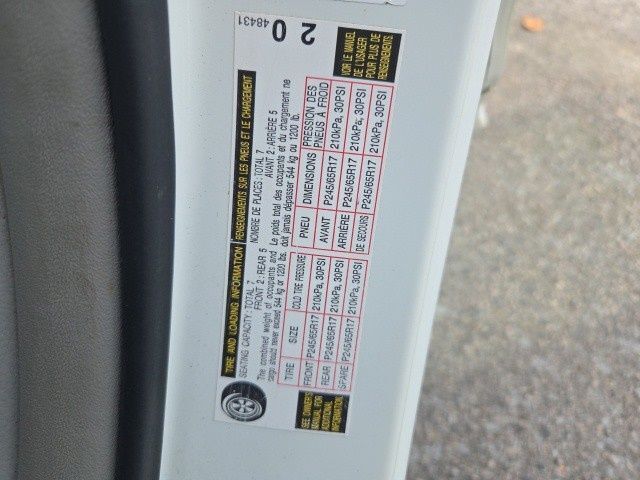 TIRE AND LOADING INFORMATION
SEATING CAPACITY: TOTAL 7
FRONT 2: REAR 5
The combined weight of occupants and
cargo should never exceed 544 kg or 1200 lbs.
TIRE SIZE COLD TIRE PRESSURE
FRONT P245/65R17 210kPa, 30PSI
REAR P245/65R17 210kPa, 30PSI
SPARE P245/65R17 210kPa, 30PSI
SEE OWNER'S
MANUAL FOR
ADDITIONAL
INFORMATION
RENSEIGNEMENTS SUR LES PNEUS ET LE CHARGEMENT
NOMBRE DE PLACES: TOTAL 7
AVANT 2: ARRIÈRE 5
Le poids total des occupants et du chargement ne
doit jamais dépasser 544 kg ou 1200 lb.
PNEU DIMENSIONS PRESSION DES PNEUS À FROID
AVANT P245/65R17 210kPa, 30PSI
ARRIÈRE P245/65R17 210kPa, 30PSI
DE SECOURS P245/65R17 210kPa, 30PSI
VOIR LE MANUEL
DE L'USAGER
POUR PLUS DE
RENSEIGNEMENTS
48431
2 0